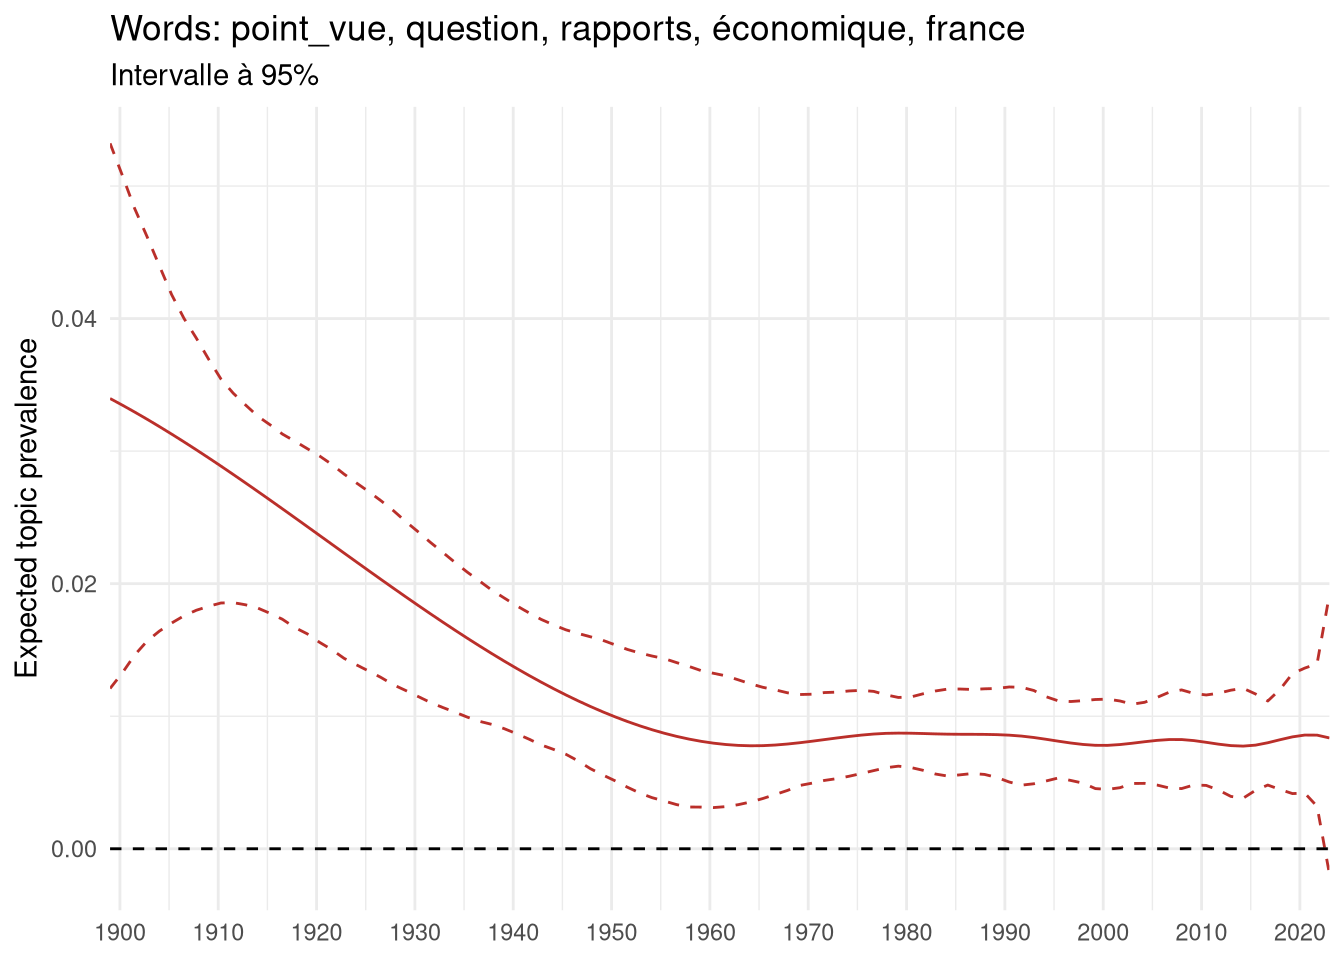 Words: point_vue, question, rapports, économique, france
Intervalle à 95%
Expected topic prevalence
0.04
0.02
0.00
1900 1910 1920 1930 1940 1950 1960 1970 1980 1990 2000 2010 2020